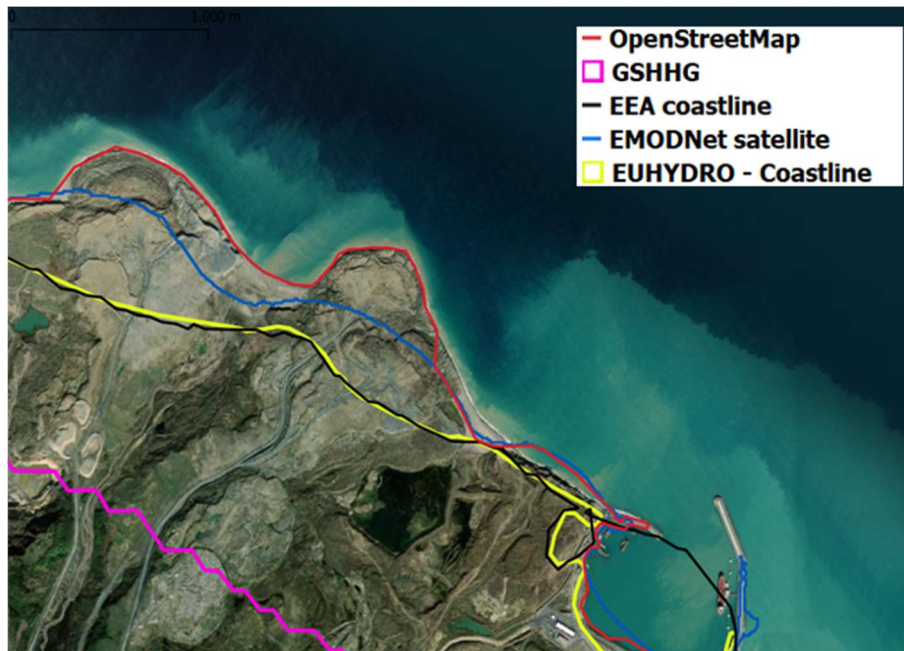 0 1.000 m
OpenStreetMap
GSHHG
EEA coastline
EMODNet satellite
EUHYDRO - Coastline